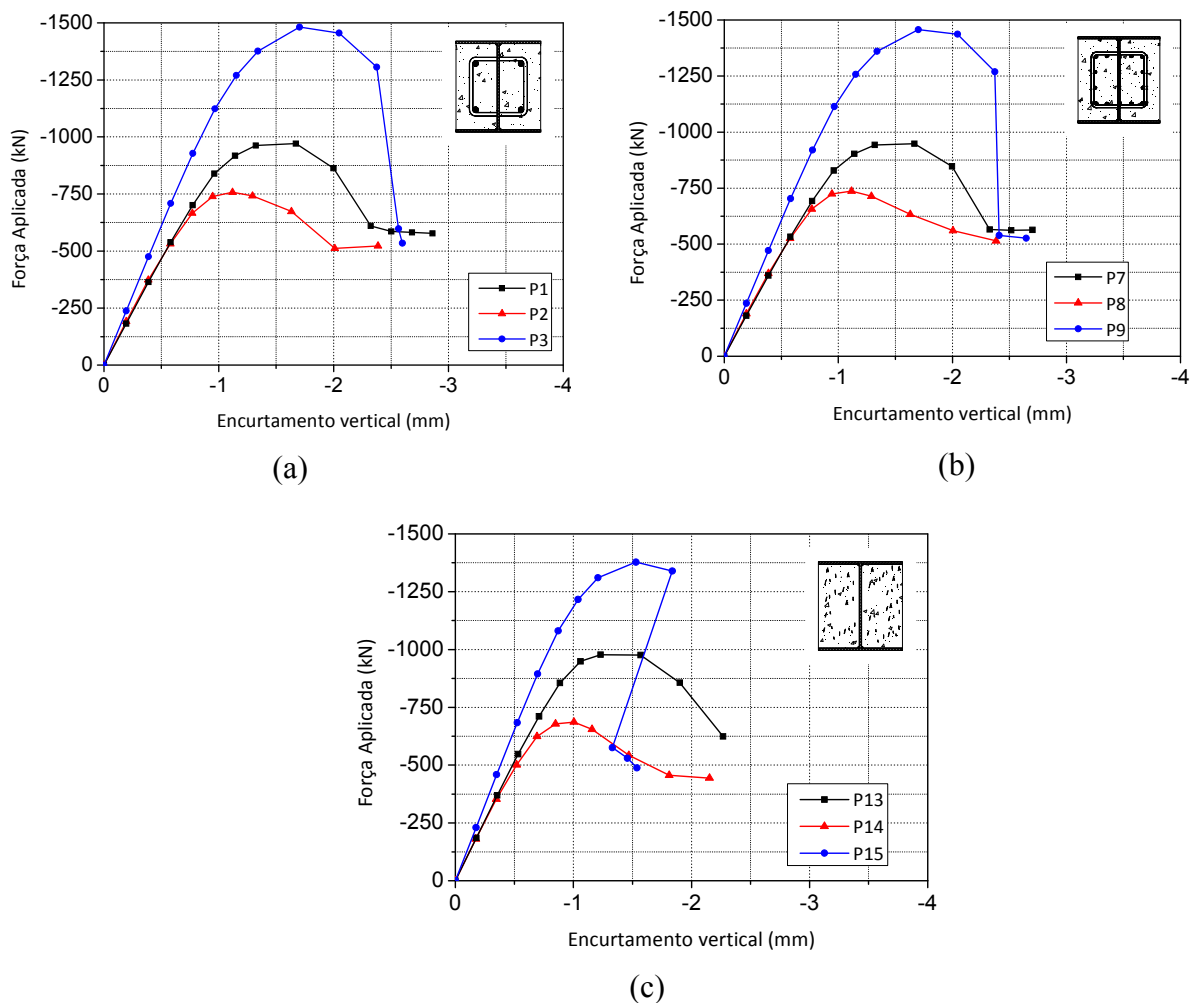 -1500
-1250
-1000
-750
-500
-250
0
Força Aplicada (kN)
0
-1
-2
-3
-4
Encurtamento vertical (mm)
P1
P2
P3
(a)
-1500
-1250
-1000
-750
-500
-250
0
Força Aplicada (kN)
0
-1
-2
-3
-4
Encurtamento vertical (mm)
P7
P8
P9
(b)
-1500
-1250
-1000
-750
-500
-250
0
Força Aplicada (kN)
0
-1
-2
-3
-4
Encurtamento vertical (mm)
P13
P14
P15
(c)